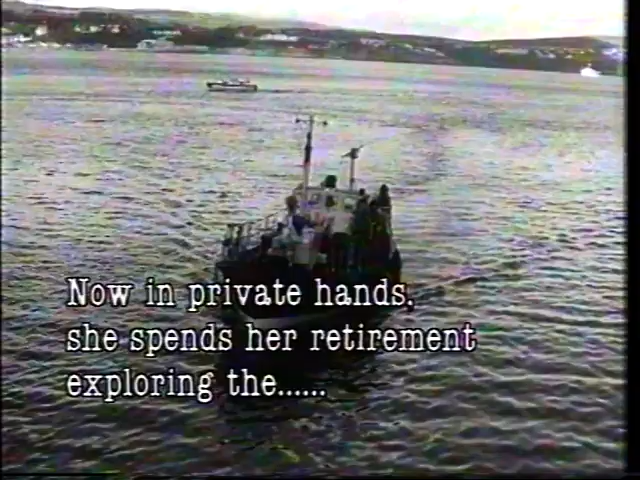 Now in private hands.
she spends her retirement
exploring the......